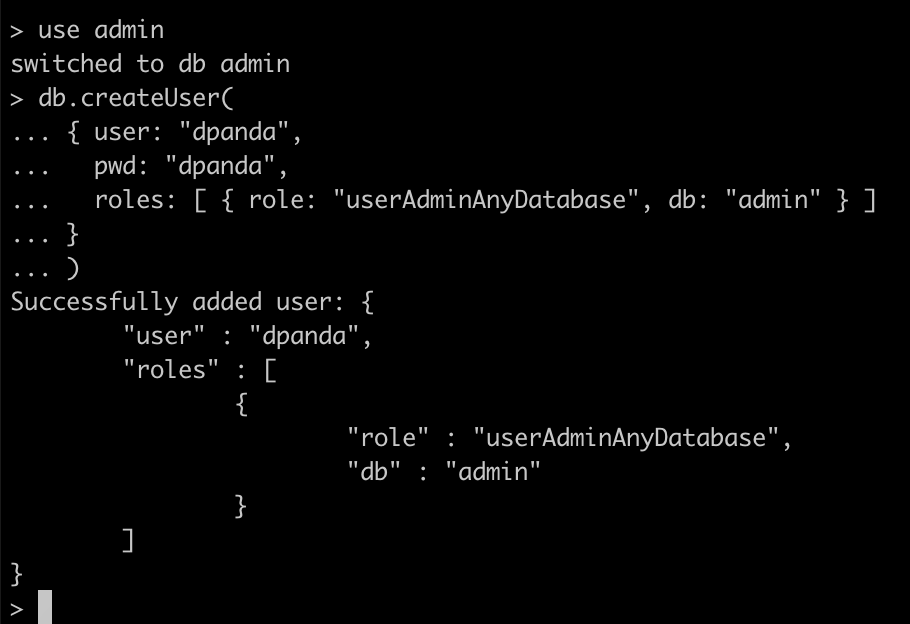 > use admin
switched to db admin
> db.createUser(
... { user: "dpanda",
...   pwd: "dpanda",
...   roles: [ { role: "userAdminAnyDatabase", db: "admin" } ]
... }
... )
Successfully added user: {
        "user" : "dpanda",
        "roles" : [
                {
                        "role" : "userAdminAnyDatabase",
                        "db" : "admin"
                }
        ]
}
>